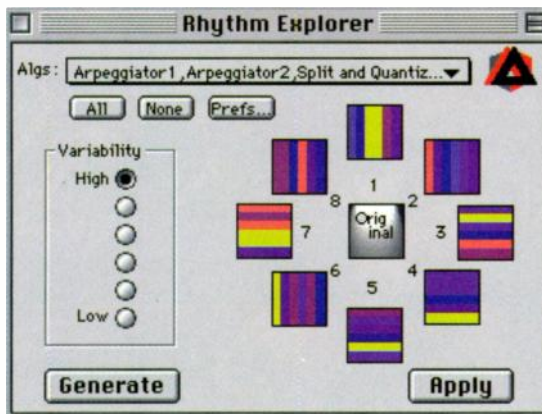 Rhythm Explorer
Algs: Arpeggiator1 ,Arpeggiator2,Split and Quantiz...
All None Prefs...
Variability
High
Low
1
2
3
4
5
6
7
8
Orig
inal
Generate Apply